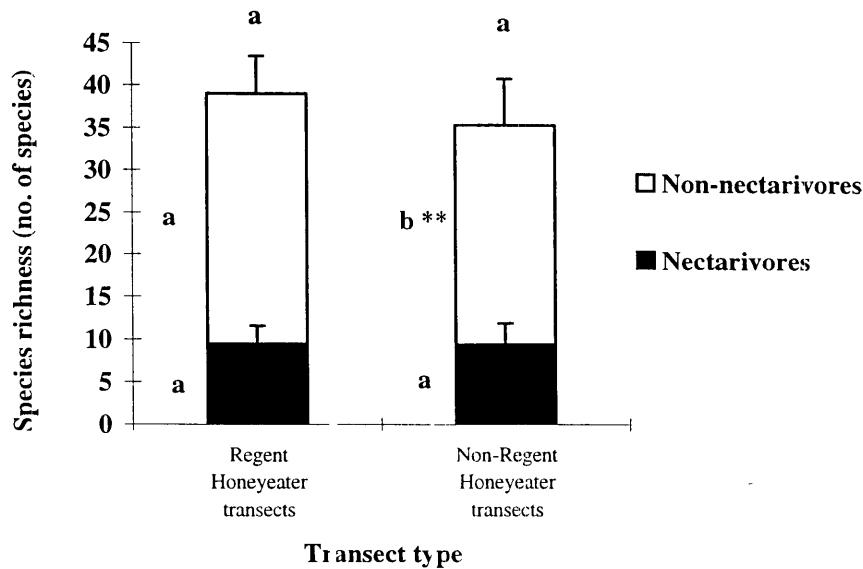 a
a
45
40
35
30
25
20
15
10
5
0
Species richness (no. of species)
a
b **
a
a
Non-nectarivores
Nectarivores
Regent
Honeyeater
transects
Non-Regent
Honeyeater
transects
Transect type